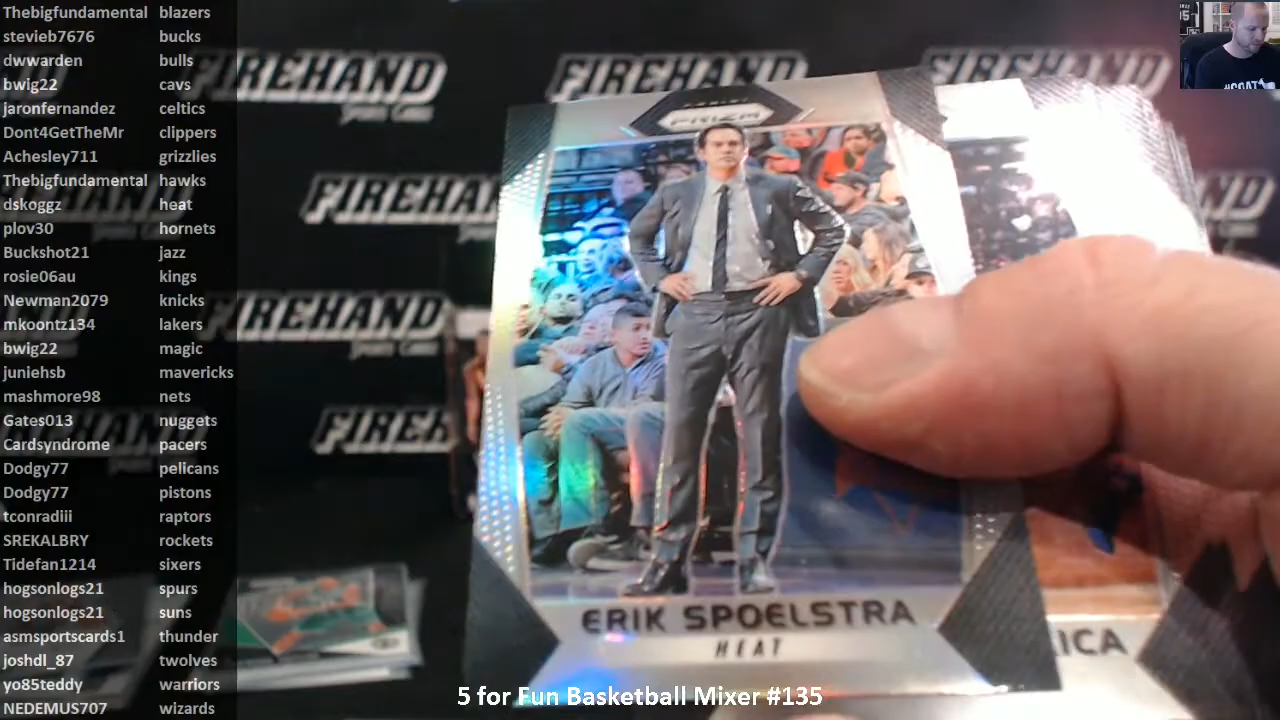 Thebigfundamental blazers
stevieb7676 bucks
dwwarden bulls
bwig22 cavs
jaronfernandez celtics
Dont4GetTheMr clippers
Achesley711 grizzlies
Thebigfundamental hawks
dskoggz heat
plov30 hornets
Buckshot21 jazz
rosie06au kings
Newman2079 knicks
mkoontz134 lakers
bwig22 magic
juniehsb mavericks
mashmore98 nets
Gates013 nuggets
Cardsyndrome pacers
Dodgy77 pelicans
Dodgy77 pistons
tconradiii raptors
SREKALBRY rockets
Tidefan1214 sixers
hogsonlogs21 spurs
hogsonlogs21 suns
asmsportscards1 thunder
joshdl_87 twolves
yo85teddy warriors
NEDEMUS707 wizards
FIREHAND
FIREHAND
FIREHAND
FIREHAND
FIREHAND
PRIZM
ERIK SPOELSTRA
HEAT
5 for Fun Basketball Mixer #135